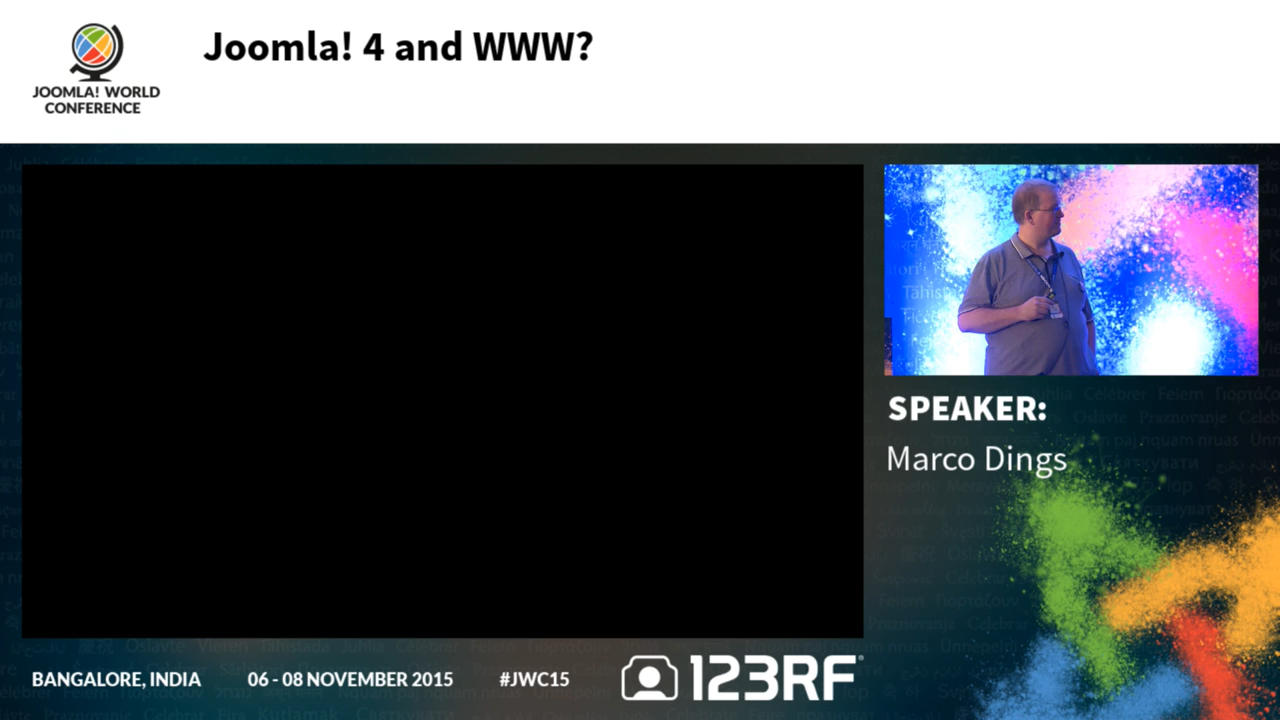 Joomla! 4 and WWW?
JOOMLA! WORLD
CONFERENCE
SPEAKER:
Marco Dings
BANGALORE, INDIA
06 - 08 NOVEMBER 2015
#JWC15
123RF®